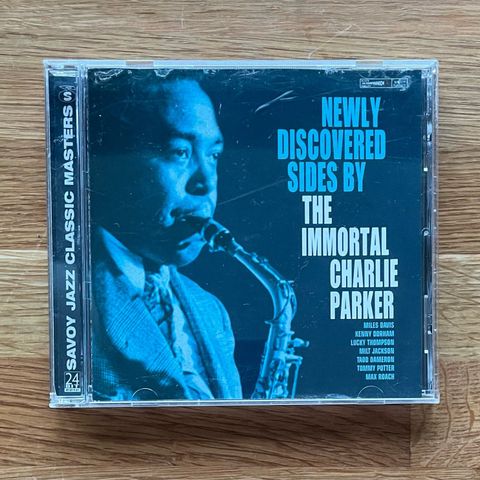 NEWLY
DISCOVERED
SIDES BY
THE
IMMORTAL
CHARLIE
PARKER
MILES DAVIS
KENNY DORHAM
LUCKY THOMPSON
MILT JACKSON
TADD DAMERON
TOMMY POTTER
MAX ROACH
SAVOY JAZZ CLASSIC MASTERS
24